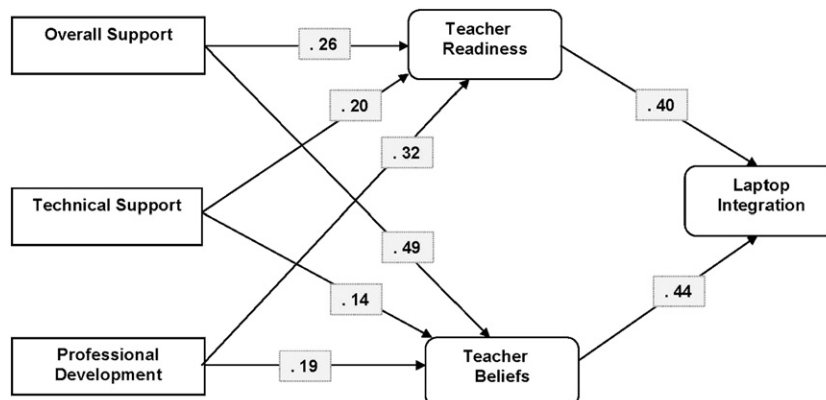 Overall Support
. 26
Teacher
Readiness
. 20
. 40
. 32
Technical Support
Laptop
Integration
. 49
. 14
. 44
Professional
Development
. 19
Teacher
Beliefs